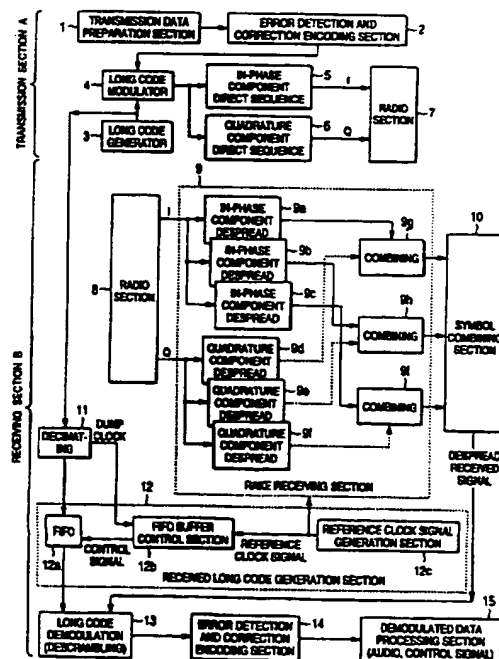 TRANSMISSION SECTION A
1
TRANSMISSION DATA
PREPARATION SECTION
ERROR DETECTION AND
CORRECTION ENCODING SECTION
2
4
LONG CODE
MODULATOR
5
IN-PHASE
COMPONENT
DIRECT SEQUENCE
I
RADIO
SECTION
7
3
LONG CODE
GENERATOR
6
QUADRATURE
COMPONENT
DIRECT SEQUENCE
Q
RECEIVING SECTION B
8
RADIO
SECTION
I
Q
9
IN-PHASE
COMPONENT
DESPREAD
9a
IN-PHASE
COMPONENT
DESPREAD
9b
IN-PHASE
COMPONENT
DESPREAD
9c
QUADRATURE
COMPONENT
DESPREAD
9d
QUADRATURE
COMPONENT
DESPREAD
9e
QUADRATURE
COMPONENT
DESPREAD
9f
9g
COMBINING
9h
COMBINING
9i
COMBINING
10
SYMBOL
COMBINING
SECTION
RAKE RECEIVING SECTION
DESPREAD
RECEIVED
SIGNAL
11
DECIMAT-
ING
DUMP
CLOCK
12
FIFO
12a
CONTROL
SIGNAL
FIFO BUFFER
CONTROL SECTION
12b
REFERENCE
CLOCK SIGNAL
REFERENCE CLOCK SIGNAL
GENERATION SECTION
12c
RECEIVED LONG CODE GENERATION SECTION
LONG CODE
DEMODULATION
(DESCRAMBLING)
13
ERROR DETECTION
AND CORRECTION
ENCODING SECTION
14
15
DEMODULATED DATA
PROCESSING SECTION
(AUDIO, CONTROL SIGNAL)